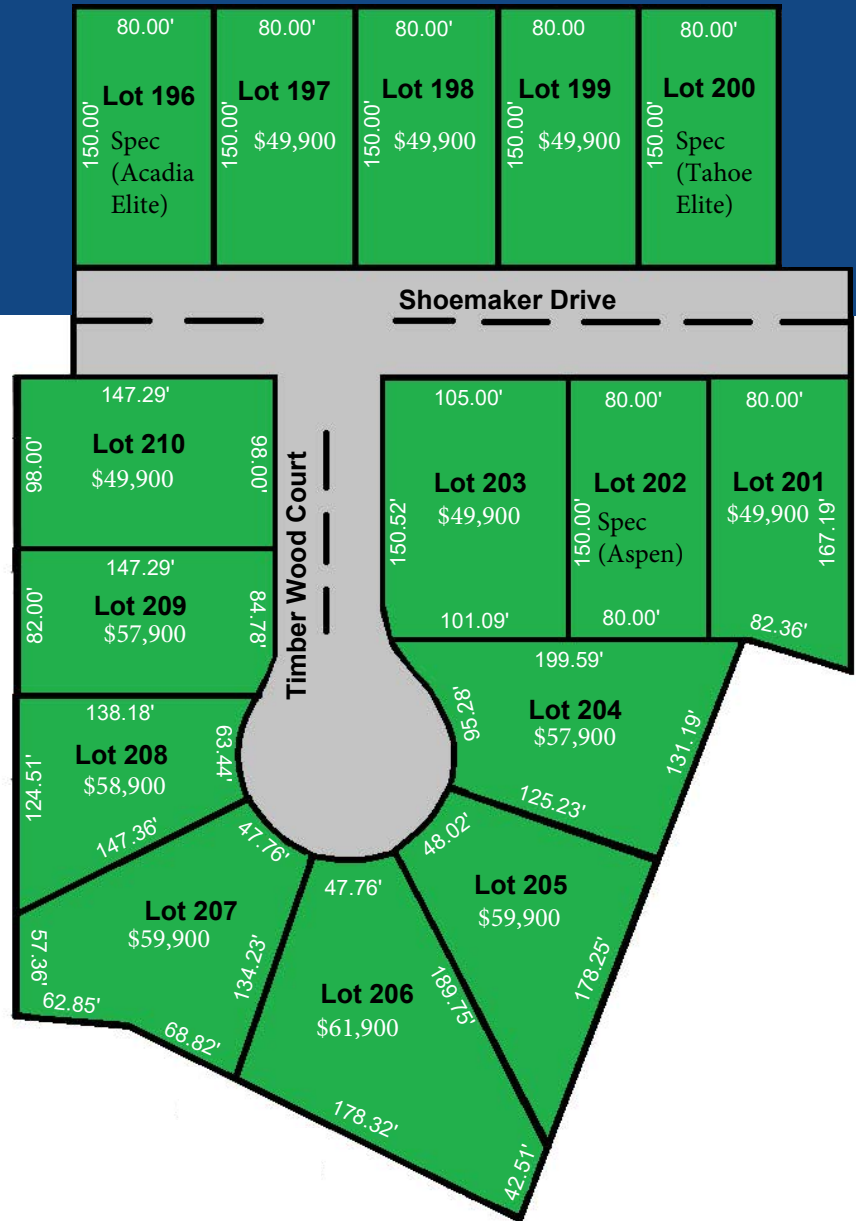 80.00'
80.00'
80.00'
80.00
80.00'
Lot 196
Lot 197
Lot 198
Lot 199
Lot 200
150.00'
Spec
(Acadia
Elite)
150.00'
$49,900
150.00'
$49,900
150.00'
$49,900
150.00'
Spec
(Tahoe
Elite)
Shoemaker Drive
147.29'
98.00'
Lot 210
$49,900
98.00'
105.00'
Lot 203
$49,900
150.52'
101.09'
80.00'
Lot 202
150.00'
Spec
(Aspen)
80.00'
80.00'
Lot 201
$49,900
167.19'
82.36'
Timber Wood Court
147.29'
82.00'
Lot 209
$57,900
84.78'
138.18'
124.51'
Lot 208
$58,900
63.44'
147.36'
199.59'
95.28'
Lot 204
$57,900
131.19'
125.23'
47.76'
Lot 207
$59,900
57.36'
134.23'
62.85'
68.82'
47.76'
Lot 206
$61,900
189.75'
178.32'
42.51'
48.02'
Lot 205
$59,900
178.25'